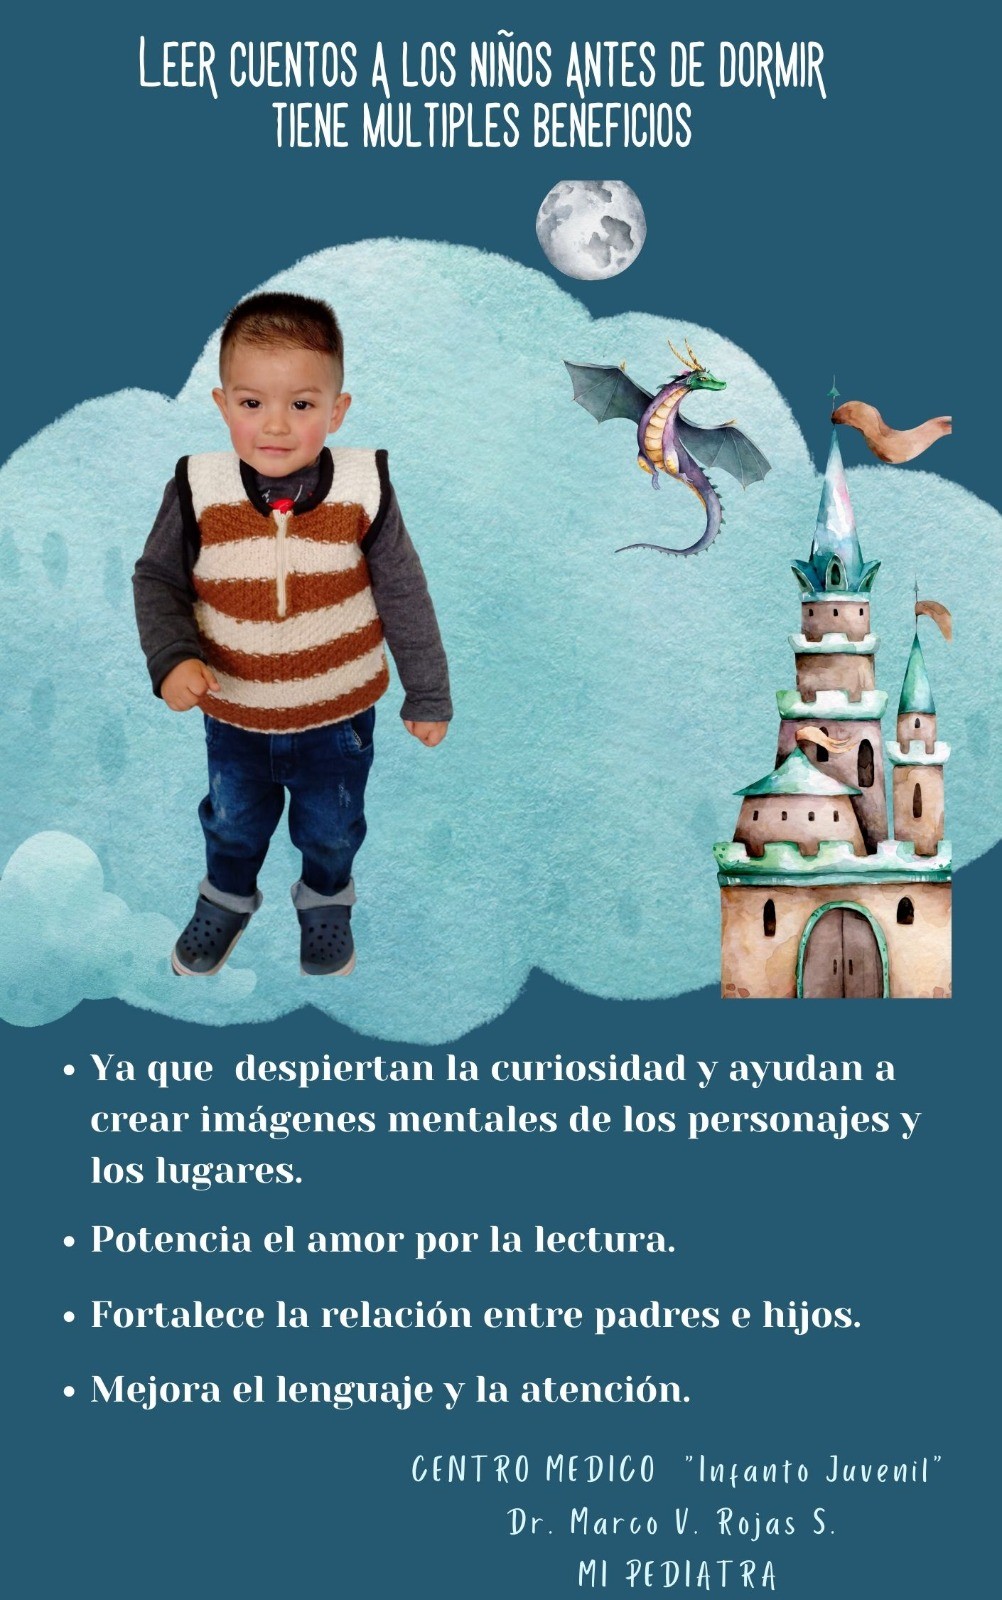 LEER CUENTOS A LOS NIÑOS ANTES DE DORMIR
TIENE MULTIPLES BENEFICIOS
• Ya que despiertan la curiosidad y ayudan a
crear imágenes mentales de los personajes y
los lugares.
• Potencia el amor por la lectura.
• Fortalece la relación entre padres e hijos.
• Mejora el lenguaje y la atención.
CENTRO MEDICO "Infanto Juvenil"
Dr. Marco V. Rojas S.
MI PEDIATRA